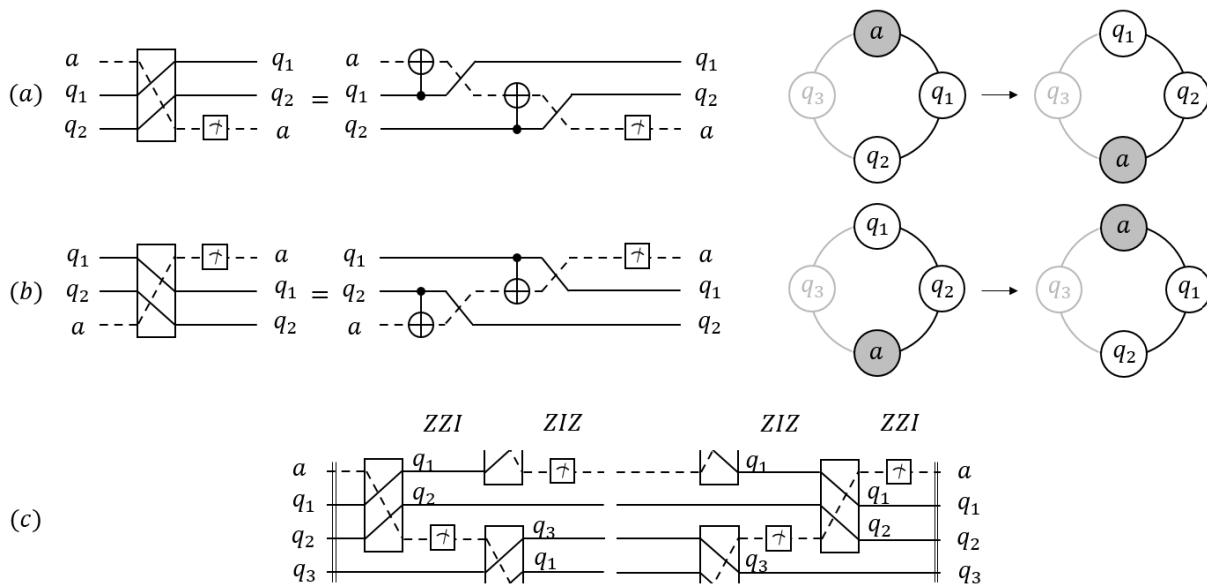 a q₁ a q₁ a q₁
(a) q₁ q₂ = q₁ q₂ q₃ q₁ → q₃ q₂
q₂ a q₂ a q₂ a
q₁ a q₁ a q₁ a
(b) q₂ q₁ = q₂ q₁ q₃ q₂ → q₃ q₁
a q₂ a q₂ a q₂
ZZI ZIZ ZIZ ZZI
a q₁ q₁ a
(c) q₁ q₂ q₁ q₁
q₂ q₃ q₂ q₂
q₃ q₁ q₃ q₃